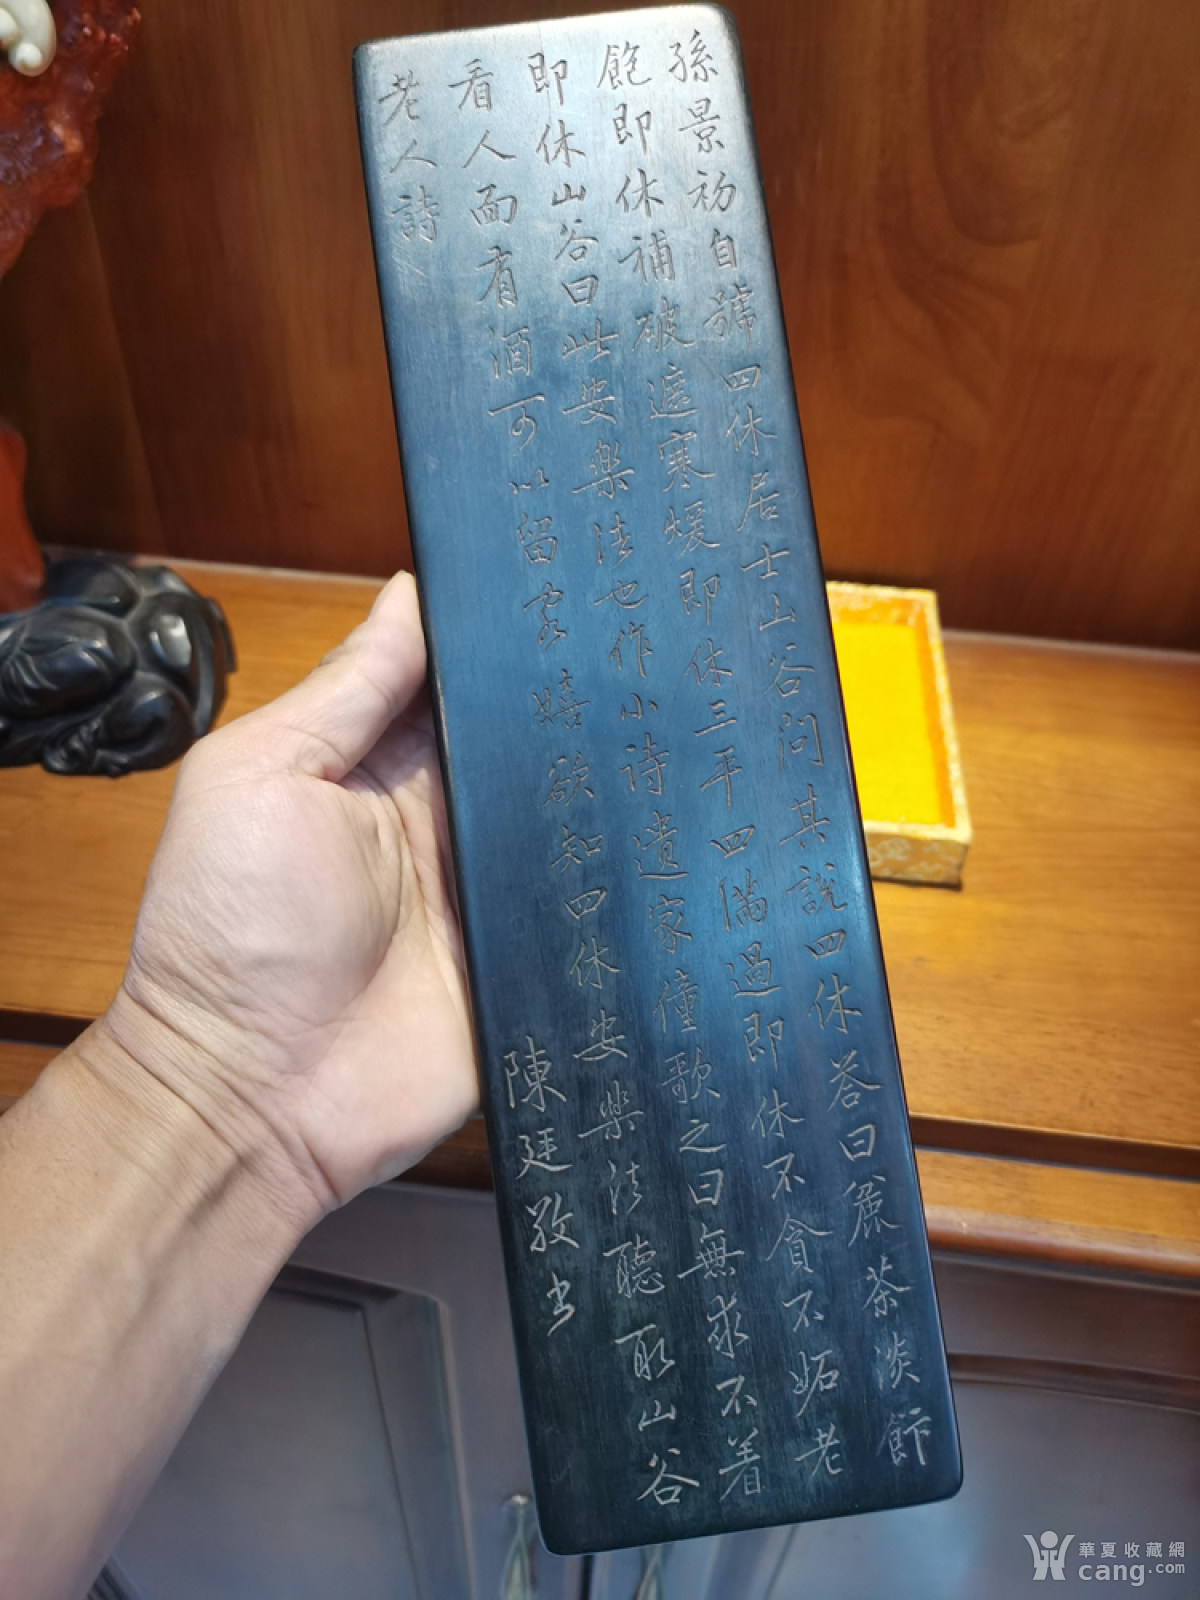 孫景初自號四休居士山谷問其說四休荅曰麄茶淡飰
飽即休補破遮寒煖即休三平四滿過即休不貪不妬老
即休山谷曰此安樂法也作小詩遺家僮歌之曰無求不着
看人面有酒可以留客嬉欲知四休安樂法聽取山谷
老人詩
陳廷敬书
華夏收藏網
cang.com